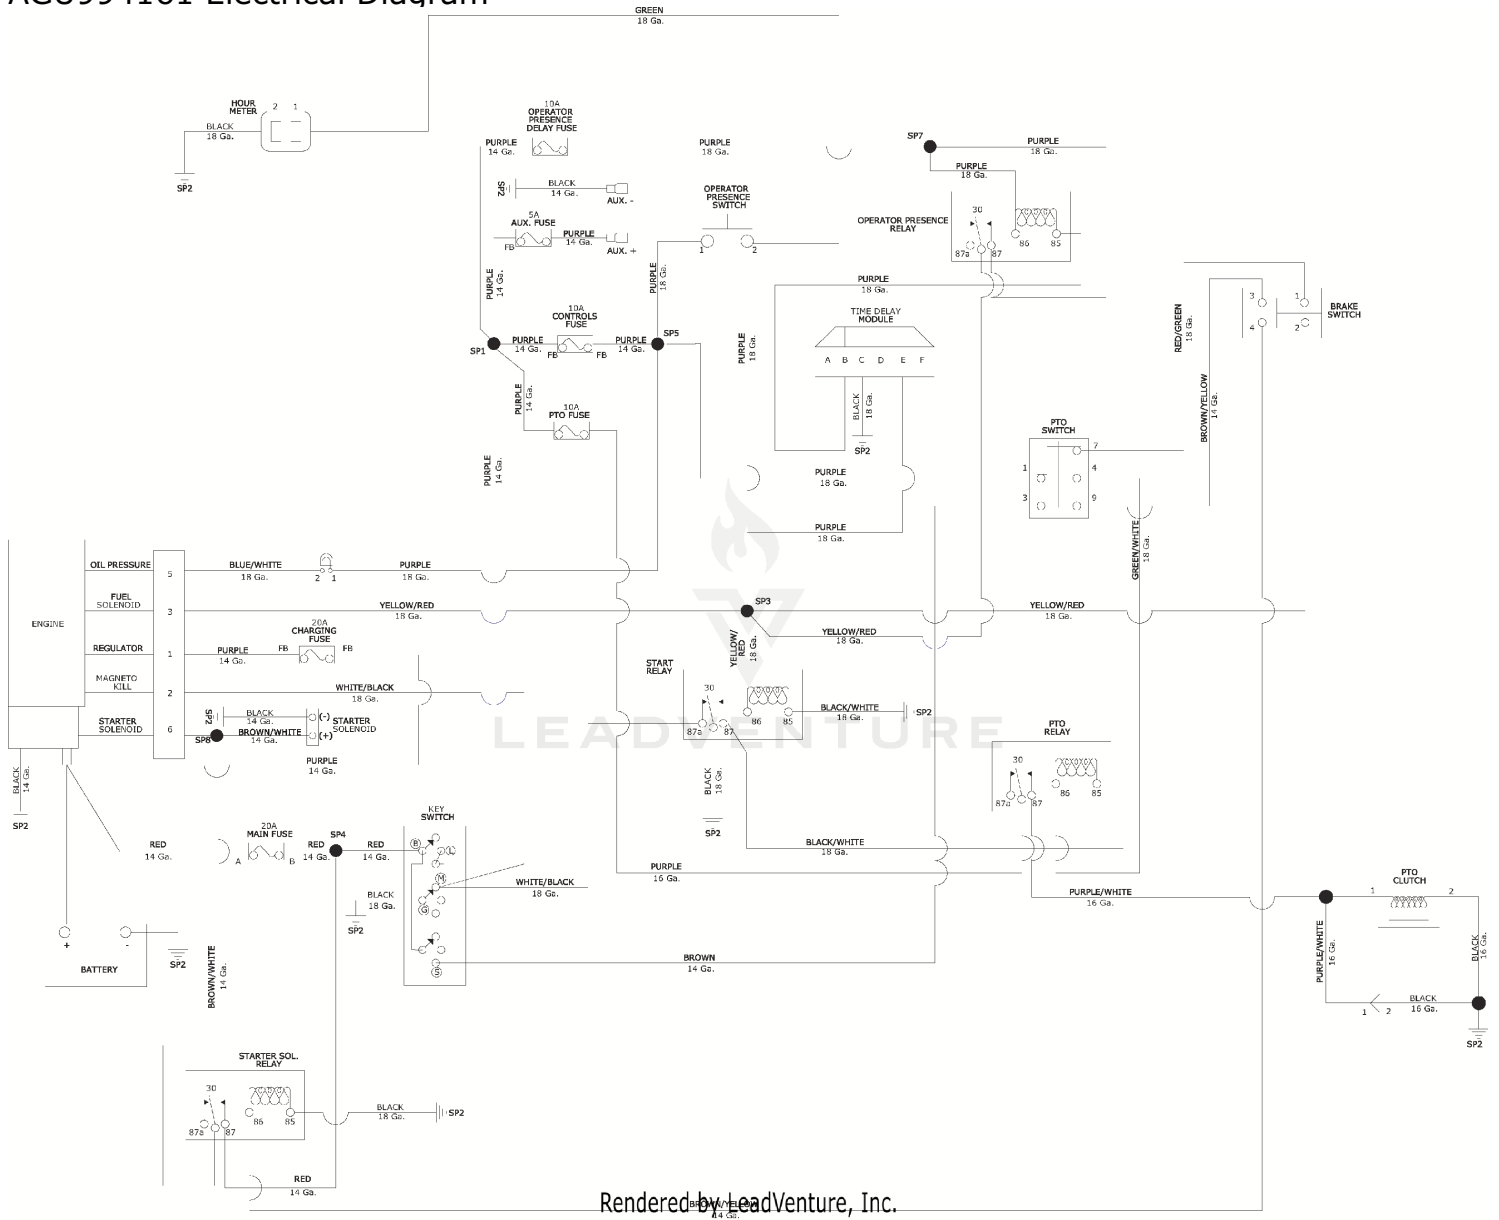 AGU994161 Electrical Diagram
GREEN
18 Ga.
HOUR
METER
2 1
BLACK
18 Ga.
SP2
10A
OPERATOR
PRESENCE
DELAY FUSE
PURPLE
14 Ga.
PURPLE
18 Ga.
SP7
PURPLE
18 Ga.
PURPLE
18 Ga.
SP2
BLACK
14 Ga.
AUX. -
OPERATOR
PRESENCE
SWITCH
1 2
5A
AUX. FUSE
FB
PURPLE
14 Ga.
AUX. +
OPERATOR PRESENCE
RELAY
30
87a 87 86 85
PURPLE
14 Ga.
PURPLE
18 Ga.
PURPLE
18 Ga.
10A
CONTROLS
FUSE
SP1
PURPLE
14 Ga.
FB FB
PURPLE
14 Ga.
SP5
PURPLE
18 Ga.
TIME DELAY
MODULE
A B C D E F
BLACK
18 Ga.
SP2
RED/GREEN
18 Ga.
3 1
4 2
BRAKE
SWITCH
BROWN/YELLOW
14 Ga.
PURPLE
14 Ga.
10A
PTO FUSE
PTO
SWITCH
7
1 4
3 9
PURPLE
14 Ga.
PURPLE
18 Ga.
PURPLE
18 Ga.
GREEN/WHITE
18 Ga.
ENGINE
OIL PRESSURE
5
BLUE/WHITE
18 Ga.
2 1
PURPLE
18 Ga.
FUEL
SOLENOID
3
YELLOW/RED
18 Ga.
SP3
YELLOW/RED
18 Ga.
YELLOW/RED
18 Ga.
YELLOW/
RED
18 Ga.
REGULATOR
1
PURPLE
14 Ga.
20A
CHARGING
FUSE
FB FB
MAGNETO
KILL
2
WHITE/BLACK
18 Ga.
START
RELAY
30
87a 87 86 85
BLACK/WHITE
18 Ga.
SP2
STARTER
SOLENOID
6
SP2
BLACK
14 Ga.
(-)
SP8
BROWN/WHITE
14 Ga.
(+)
STARTER
SOLENOID
PURPLE
14 Ga.
LEADVENTURE
PTO
RELAY
30
87a 87 86 85
BLACK
14 Ga.
SP2
BLACK
18 Ga.
SP2
RED
14 Ga.
20A
MAIN FUSE
A B
RED
14 Ga.
SP4
RED
14 Ga.
KEY
SWITCH
B L
M
G
S
BLACK
18 Ga.
SP2
WHITE/BLACK
18 Ga.
BLACK/WHITE
18 Ga.
PURPLE
16 Ga.
PURPLE/WHITE
16 Ga.
PTO
CLUTCH
1 2
+ -
BATTERY
SP2
BROWN/WHITE
14 Ga.
BROWN
14 Ga.
PURPLE/WHITE
16 Ga.
BLACK
16 Ga.
1 2
BLACK
16 Ga.
SP2
STARTER SOL.
RELAY
30
87a 87 86 85
BLACK
18 Ga.
SP2
RED
14 Ga.
BROWN/YELLOW
14 Ga.
Rendered by LeadVenture, Inc.